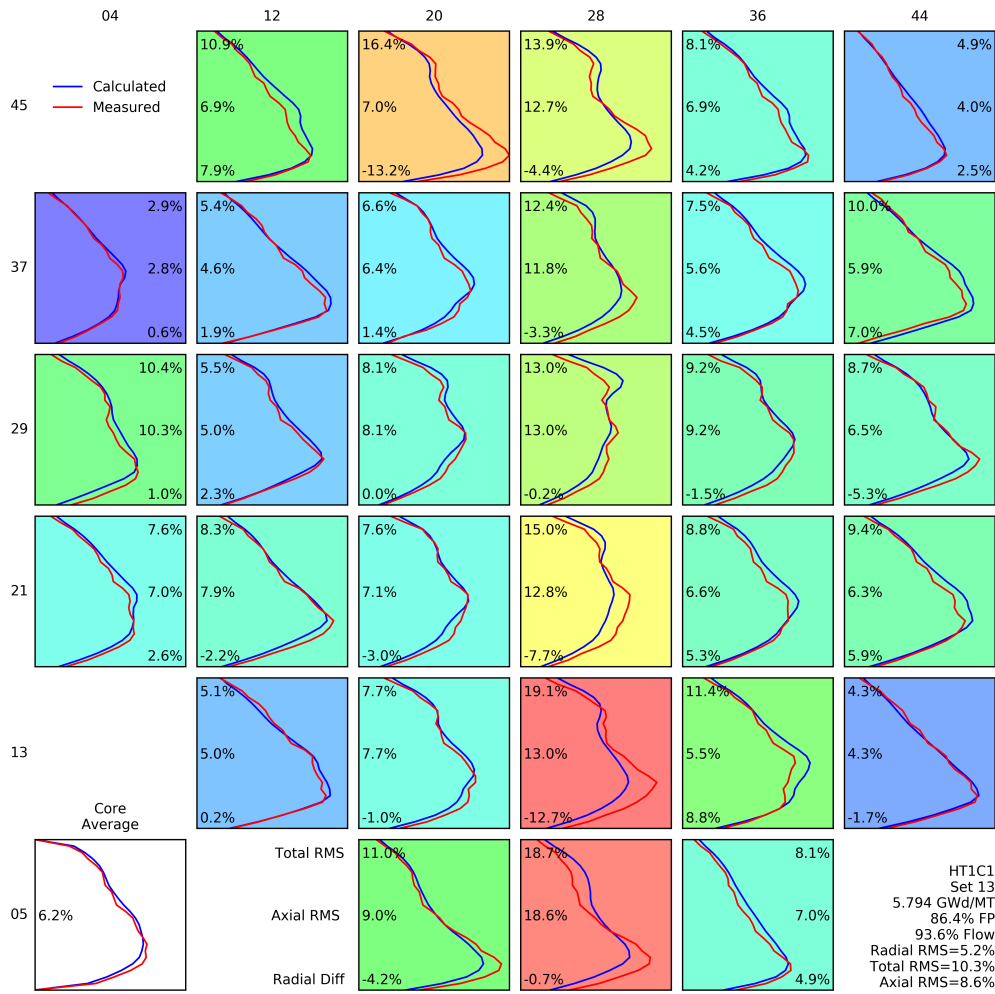 04 12 20 28 36 44
10.9% 16.4% 13.9% 8.1% 4.9%
Calculated
45 Measured 6.9% 7.0% 12.7% 6.9% 4.0%
7.9% -13.2% -4.4% 4.2% 2.5%
2.9% 5.4% 6.6% 12.4% 7.5% 10.0%
37 2.8% 4.6% 6.4% 11.8% 5.6% 5.9%
0.6% 1.9% 1.4% -3.3% 4.5% 7.0%
10.4% 5.5% 8.1% 13.0% 9.2% 8.7%
29 10.3% 5.0% 8.1% 13.0% 9.2% 6.5%
1.0% 2.3% 0.0% -0.2% -1.5% -5.3%
7.6% 8.3% 7.6% 15.0% 8.8% 9.4%
21 7.0% 7.9% 7.1% 12.8% 6.6% 6.3%
2.6% -2.2% -3.0% -7.7% 5.3% 5.9%
5.1% 7.7% 19.1% 11.4% 4.3%
13 5.0% 7.7% 13.0% 5.5% 4.3%
0.2% -1.0% -12.7% 8.8% -1.7%
Core
Average
Total RMS 11.0% 18.7% 8.1%
05 6.2% Axial RMS 9.0% 18.6% 7.0%
Radial Diff -4.2% -0.7% 4.9%
HT1C1
Set 13
5.794 GWd/MT
86.4% FP
93.6% Flow
Radial RMS=5.2%
Total RMS=10.3%
Axial RMS=8.6%